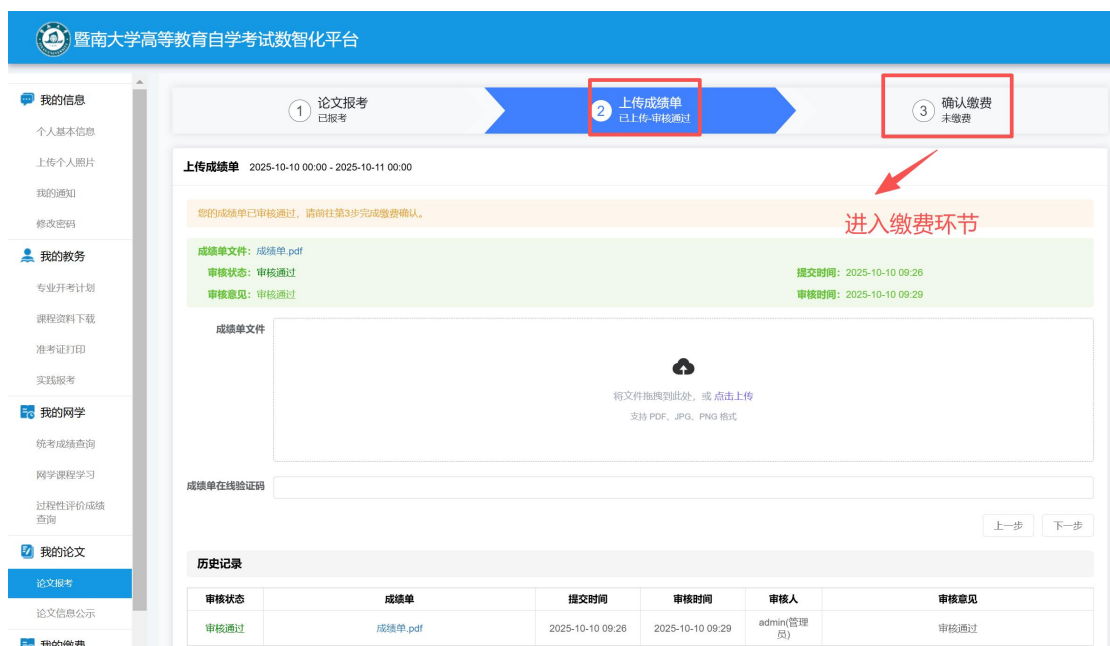 暨南大学高等教育自学考试数智化平台
我的信息
个人基本信息
上传个人照片
我的通知
修改密码
我的教务
专业开考计划
课程资料下载
准考证打印
实践报考
我的网学
统考成绩查询
网学课程学习
过程性评价成绩
查询
我的论文
论文报考
论文信息公示
我的缴费
1 论文报考
已报考
2 上传成绩单
已上传-审核通过
3 确认缴费
未缴费
上传成绩单 2025-10-10 00:00 - 2025-10-11 00:00
您的成绩单已审核通过，请前往第3步完成缴费确认。
进入缴费环节
成绩单文件：成绩单.pdf
审核状态：审核通过 提交时间：2025-10-10 09:26
审核意见：审核通过 审核时间：2025-10-10 09:29
成绩单文件
将文件拖拽到此处，或 点击上传
支持 PDF、JPG、PNG 格式
成绩单在线验证码
上一步 下一步
历史记录
审核状态 成绩单 提交时间 审核时间 审核人 审核意见
审核通过 成绩单.pdf 2025-10-10 09:26 2025-10-10 09:29 admin(管理 审核通过
员)